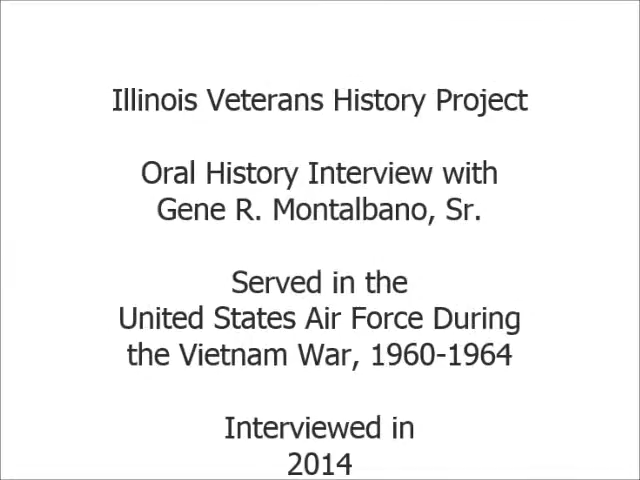 Illinois Veterans History Project
Oral History Interview with
Gene R. Montalbano, Sr.
Served in the
United States Air Force During
the Vietnam War, 1960-1964
Interviewed in
2014